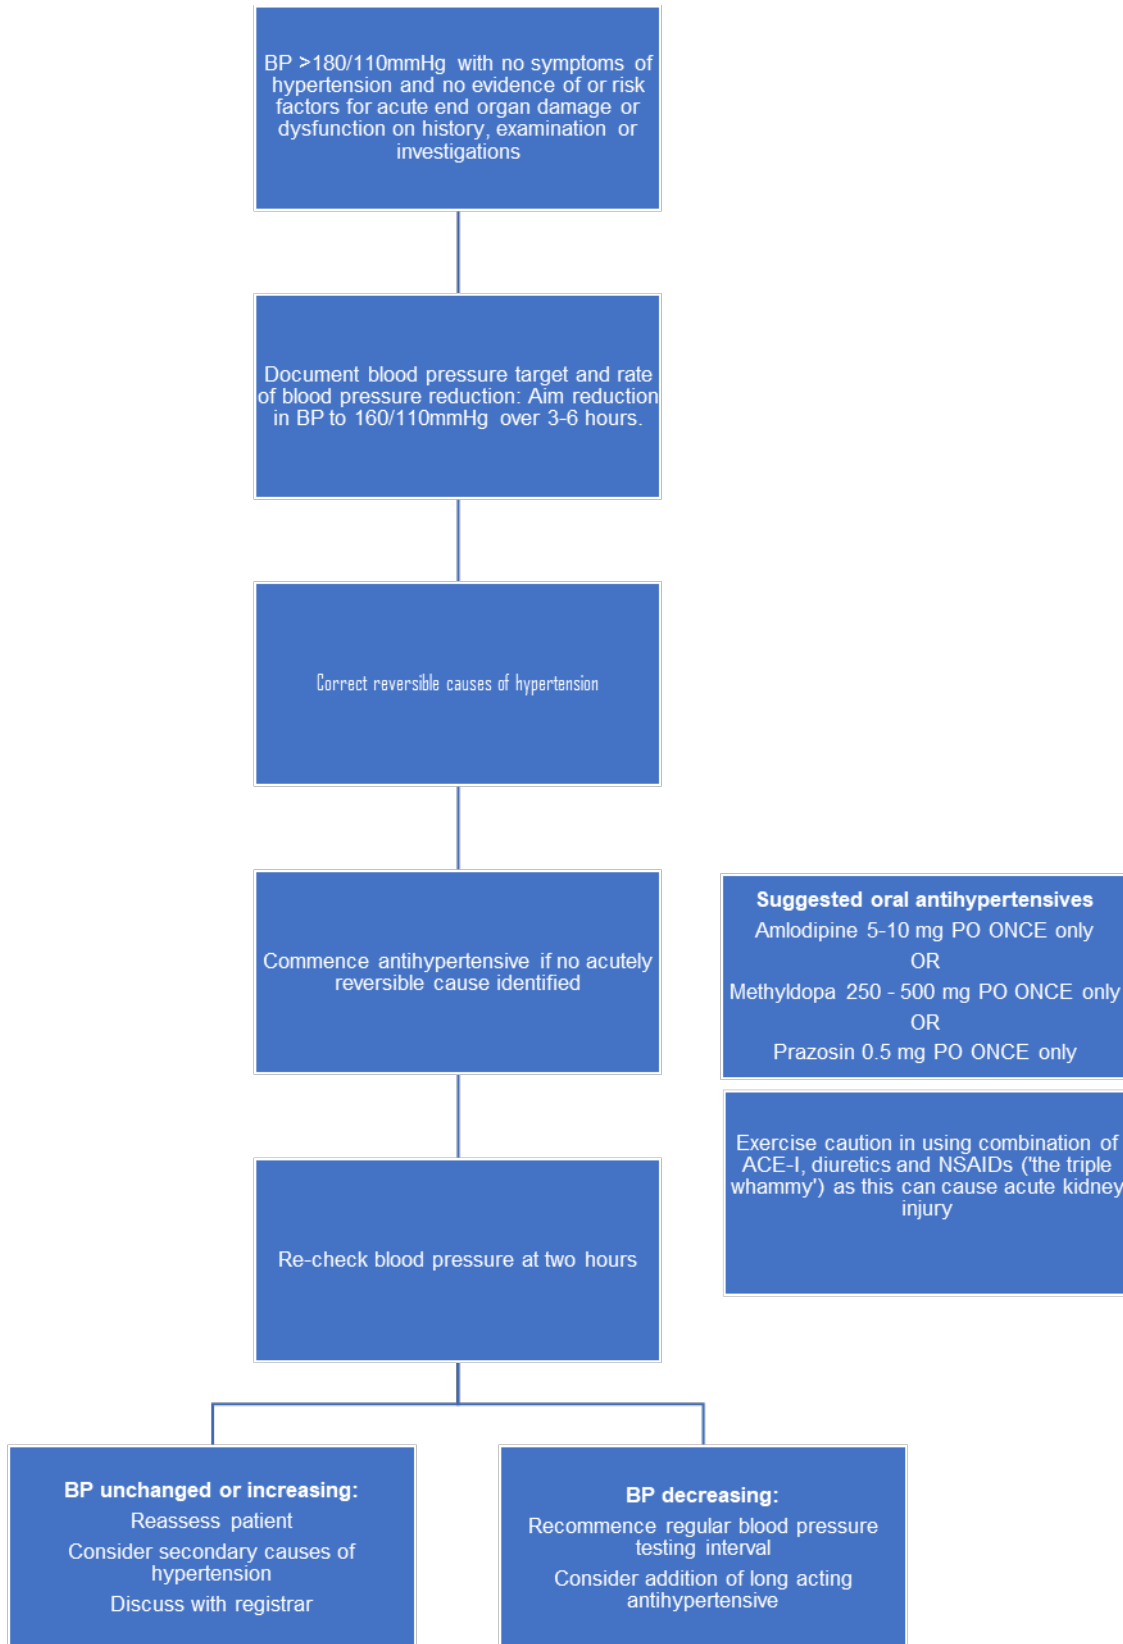 BP >180/110mmHg with no symptoms of
hypertension and no evidence of or risk
factors for acute end organ damage or
dysfunction on history, examination or
investigations
Document blood pressure target and rate
of blood pressure reduction: Aim reduction
in BP to 160/110mmHg over 3-6 hours.
Correct reversible causes of hypertension
Commence antihypertensive if no acutely
reversible cause identified
Suggested oral antihypertensives
Amlodipine 5-10 mg PO ONCE only
OR
Methyldopa 250 - 500 mg PO ONCE only
OR
Prazosin 0.5 mg PO ONCE only
Exercise caution in using combination of
ACE-I, diuretics and NSAIDs ('the triple
whammy') as this can cause acute kidney
injury
Re-check blood pressure at two hours
BP unchanged or increasing:
Reassess patient
Consider secondary causes of
hypertension
Discuss with registrar
BP decreasing:
Recommence regular blood pressure
testing interval
Consider addition of long acting
antihypertensive